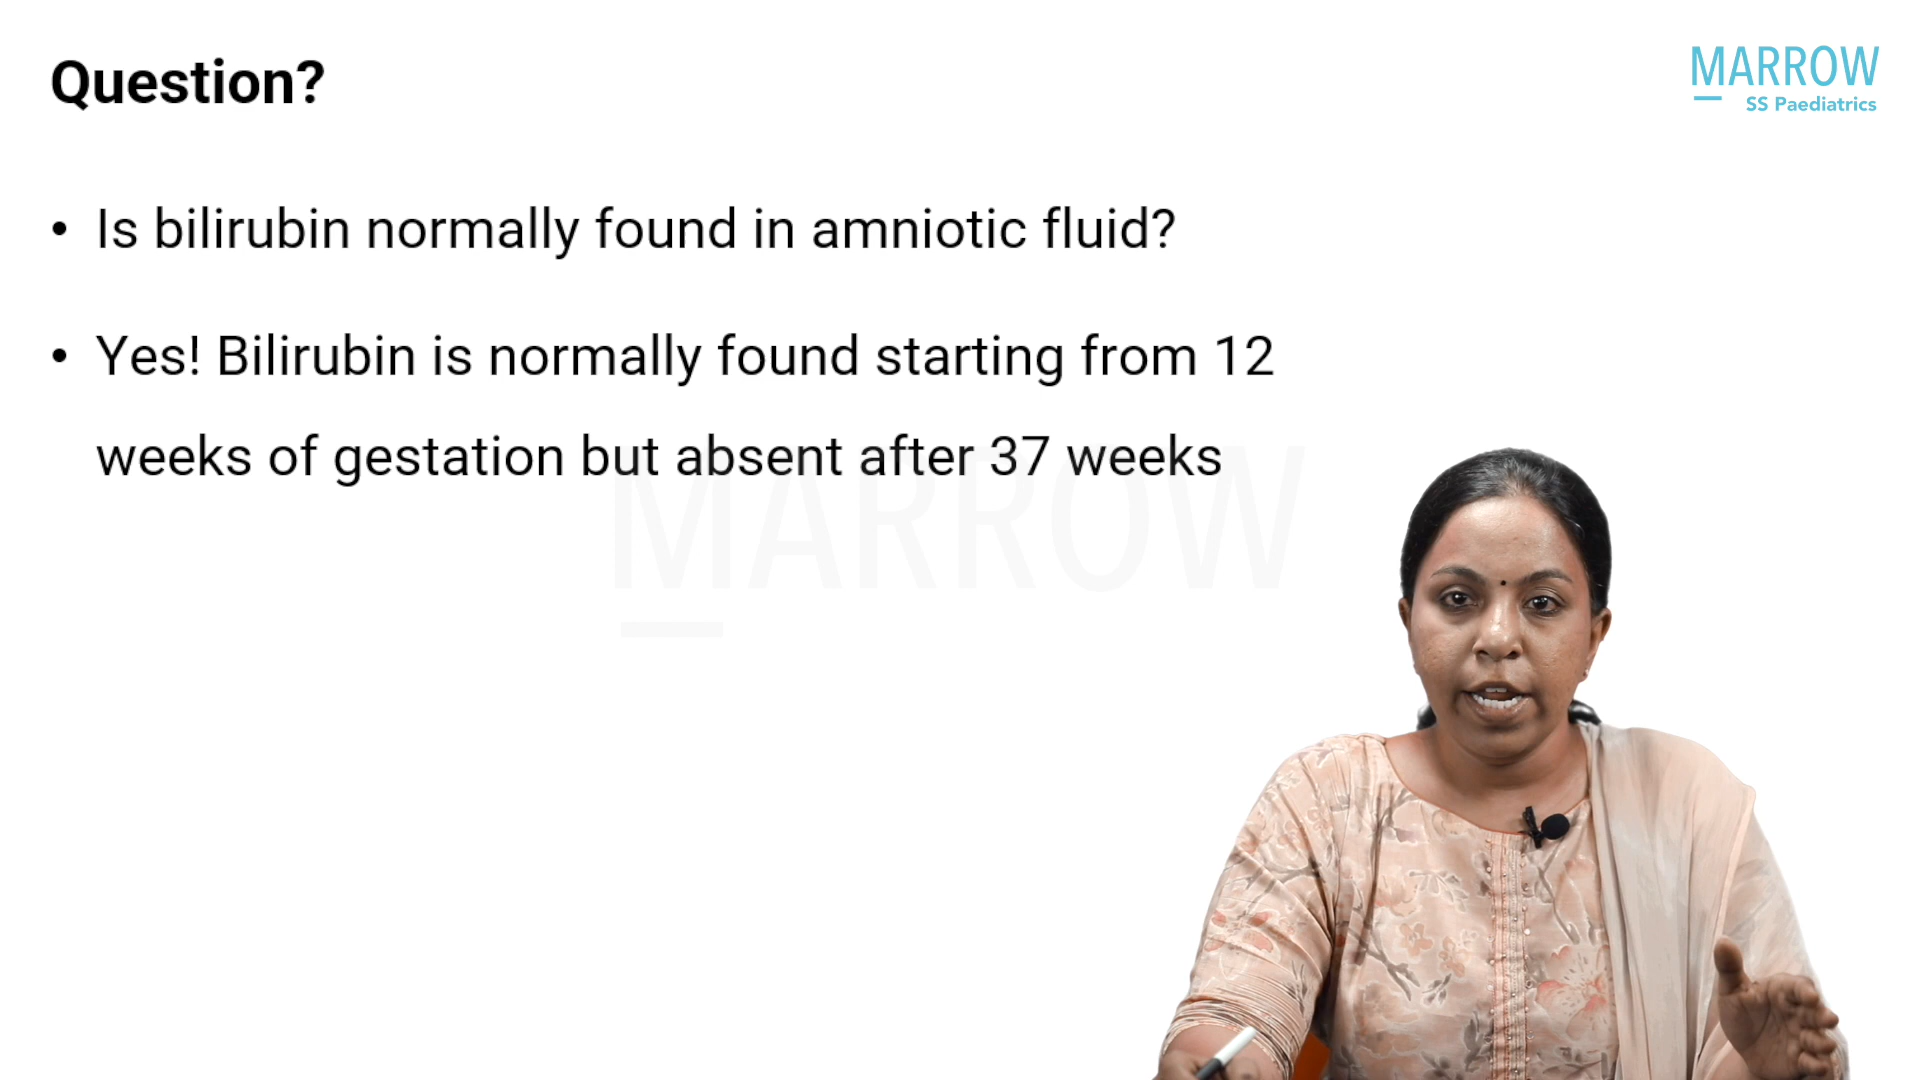 Question?
MARROW
SS Paediatrics
• Is bilirubin normally found in amniotic fluid?
• Yes! Bilirubin is normally found starting from 12
weeks of gestation but absent after 37 weeks
MARROW